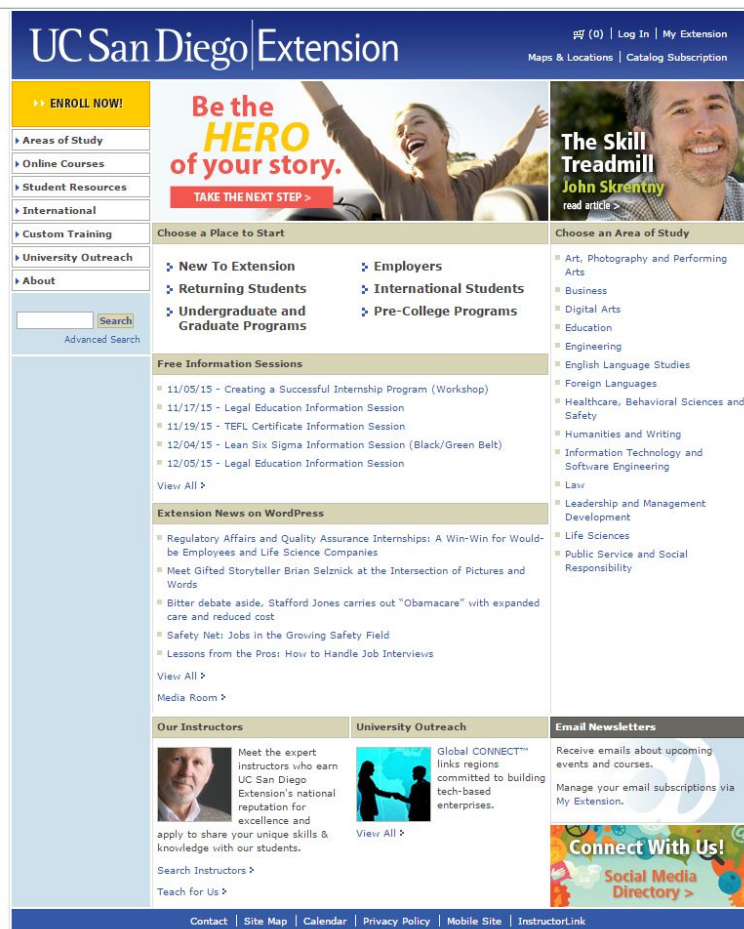 UC San Diego Extension
(0) | Log In | My Extension
Maps & Locations | Catalog Subscription
ENROLL NOW!
Areas of Study
Online Courses
Student Resources
International
Custom Training
University Outreach
About
Search
Advanced Search
Be the
HERO
of your story.
TAKE THE NEXT STEP >
The Skill
Treadmill
John Skrentny
read article >
Choose a Place to Start
New To Extension
Returning Students
Undergraduate and
Graduate Programs
Employers
International Students
Pre-College Programs
Free Information Sessions
11/05/15 - Creating a Successful Internship Program (Workshop)
11/17/15 - Legal Education Information Session
11/19/15 - TEFL Certificate Information Session
12/04/15 - Lean Six Sigma Information Session (Black/Green Belt)
12/05/15 - Legal Education Information Session
View All
Extension News on WordPress
Regulatory Affairs and Quality Assurance Internships: A Win-Win for Would-
be Employees and Life Science Companies
Meet Gifted Storyteller Brian Selznick at the Intersection of Pictures and
Words
Bitter debate aside, Stafford Jones carries out "Obamacare" with expanded
care and reduced cost
Safety Net: Jobs in the Growing Safety Field
Lessons from the Pros: How to Handle Job Interviews
View All
Media Room
Choose an Area of Study
Art, Photography and Performing
Arts
Business
Digital Arts
Education
Engineering
English Language Studies
Foreign Languages
Healthcare, Behavioral Sciences and
Safety
Humanities and Writing
Information Technology and
Software Engineering
Law
Leadership and Management
Development
Life Sciences
Public Service and Social
Responsibility
Our Instructors
Meet the expert
instructors who earn
UC San Diego
Extension's national
reputation for
excellence and
apply to share your unique skills &
knowledge with our students.
Search Instructors
Teach for Us
University Outreach
Global CONNECT™
links regions
committed to building
tech-based
enterprises.
View All
Email Newsletters
Receive emails about upcoming
events and courses.
Manage your email subscriptions via
My Extension.
Connect With Us!
Social Media
Directory >
Contact | Site Map | Calendar | Privacy Policy | Mobile Site | InstructorLink